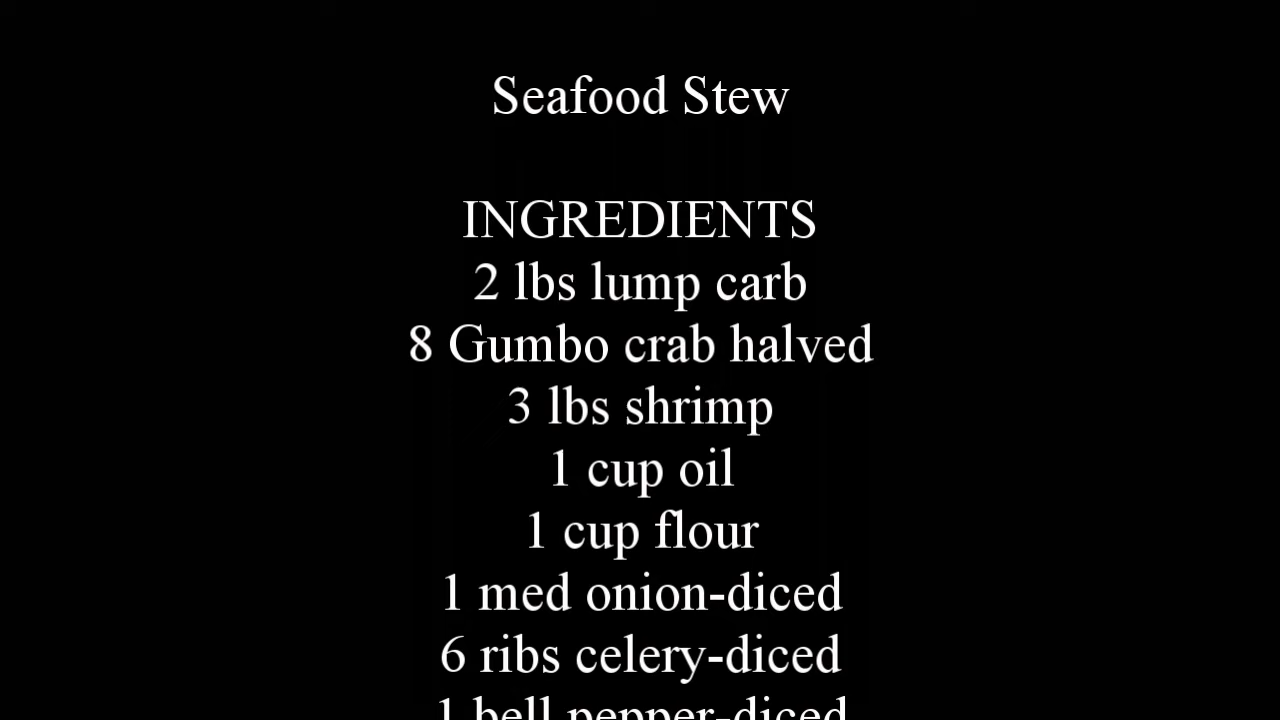 Seafood Stew
INGREDIENTS
2 lbs lump carb
8 Gumbo crab halved
3 lbs shrimp
1 cup oil
1 cup flour
1 med onion-diced
6 ribs celery-diced
1 bell pepper-diced